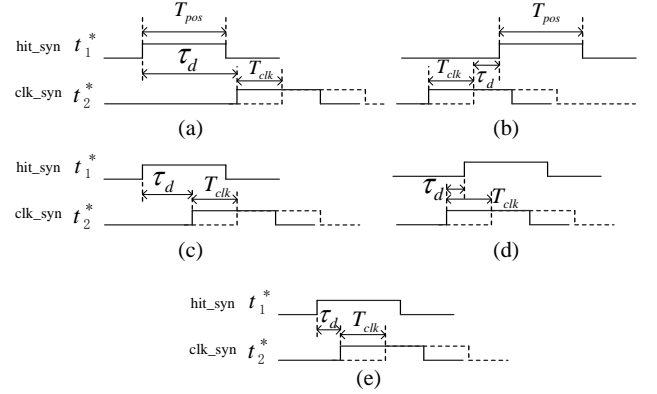 T_pos
hit_syn t_1^*
τ_d T_clk
clk_syn t_2^*
(a)
T_pos
T_clk τ_d
(b)
hit_syn t_1^*
τ_d T_clk
clk_syn t_2^*
(c)
τ_d T_clk
(d)
hit_syn t_1^*
τ_d T_clk
clk_syn t_2^*
(e)